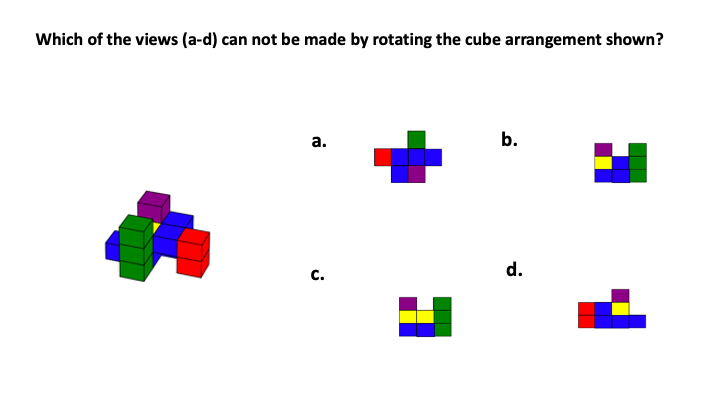 Which of the views (a-d) can not be made by rotating the cube arrangement shown?
a.
b.
c.
d.